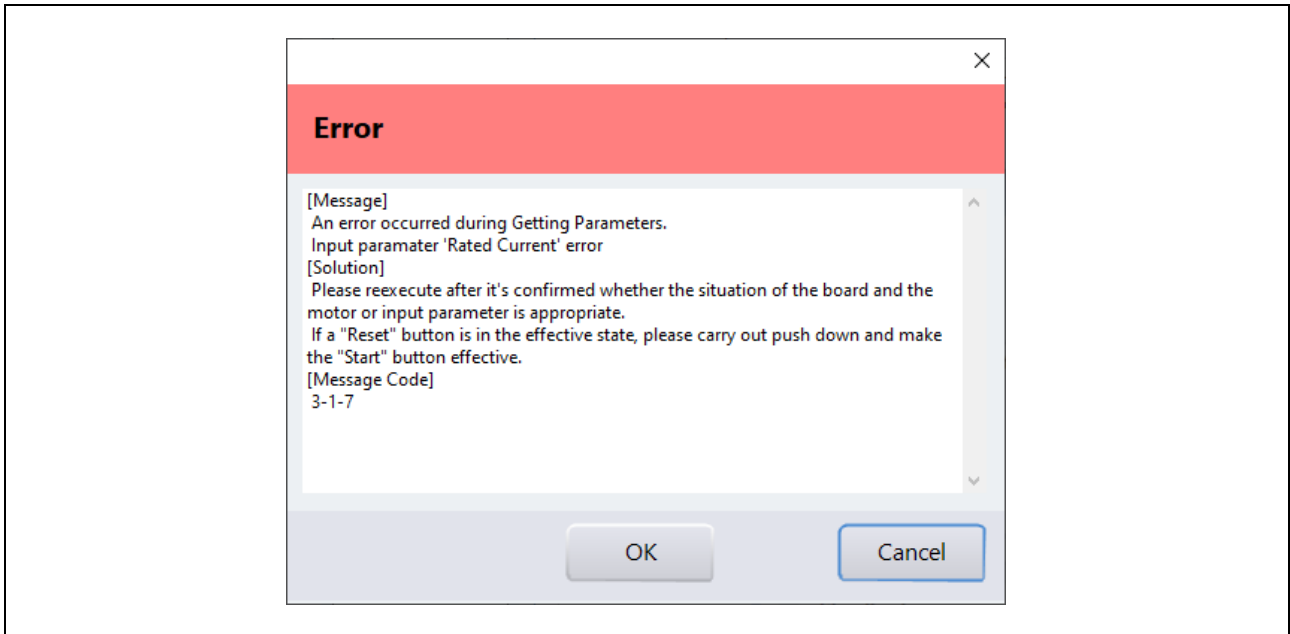 Error
[Message]
An error occurred during Getting Parameters.
Input paramater 'Rated Current' error
[Solution]
Please reexecute after it's confirmed whether the situation of the board and the
motor or input parameter is appropriate.
If a "Reset" button is in the effective state, please carry out push down and make
the "Start" button effective.
[Message Code]
3-1-7
OK
Cancel